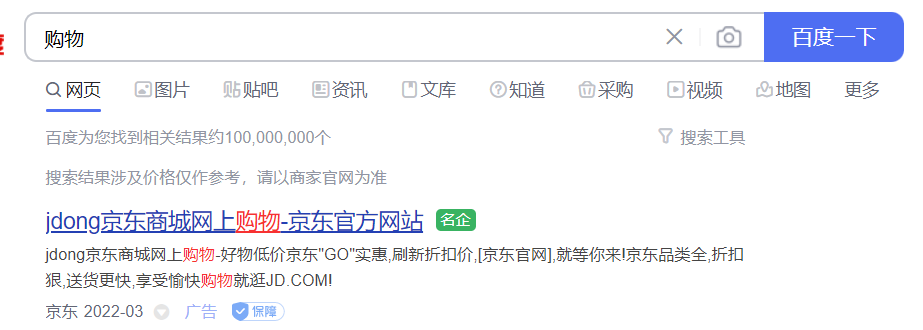 购物
百度一下
网页 图片 贴吧 资讯 文库 知道 采购 视频 地图 更多
百度为您找到相关结果约100,000,000个 搜索工具
搜索结果涉及价格仅作参考，请以商家官网为准
jdong京东商城网上购物-京东官方网站 名企
jdong京东商城网上购物-好物低价京东"GO"实惠,刷新折扣价,[京东官网],就等你来!京东品类全,折扣
狠,送货更快,享受愉快购物就逛JD.COM!
京东 2022-03 广告 保障